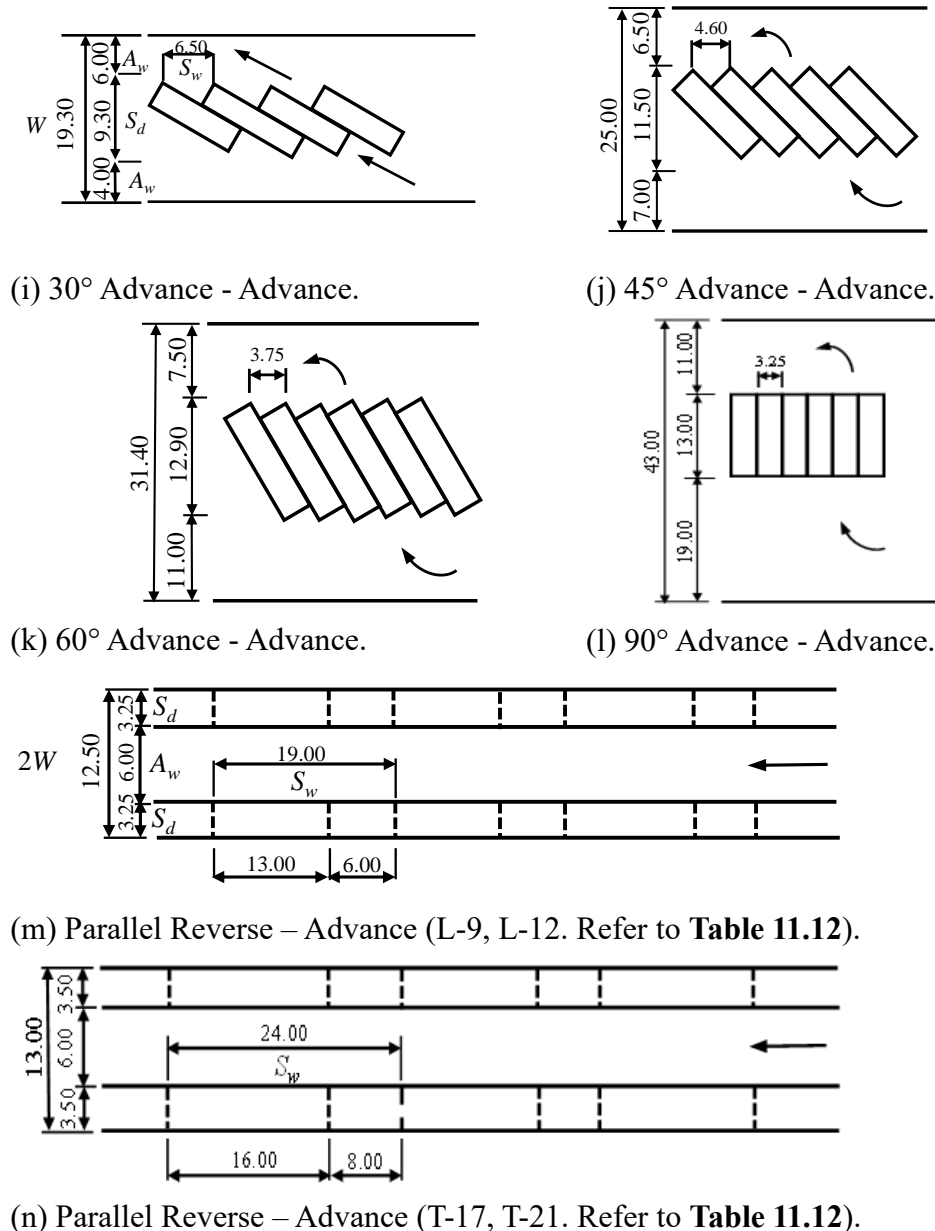 6.00
A_w
6.50
S_w
W
19.30
9.30
S_d
4.00
A_w
(i) 30° Advance - Advance.
6.50
4.60
25.00
11.50
7.00
(j) 45° Advance - Advance.
7.50
3.75
31.40
12.90
11.00
(k) 60° Advance - Advance.
11.00
3.25
43.00
13.00
19.00
(l) 90° Advance - Advance.
3.25
S_d
2W
12.50
6.00
A_w
19.00
S_w
3.25
S_d
13.00
6.00
(m) Parallel Reverse – Advance (L-9, L-12. Refer to Table 11.12).
3.50
13.00
6.00
24.00
S_w
3.50
16.00
8.00
(n) Parallel Reverse – Advance (T-17, T-21. Refer to Table 11.12).